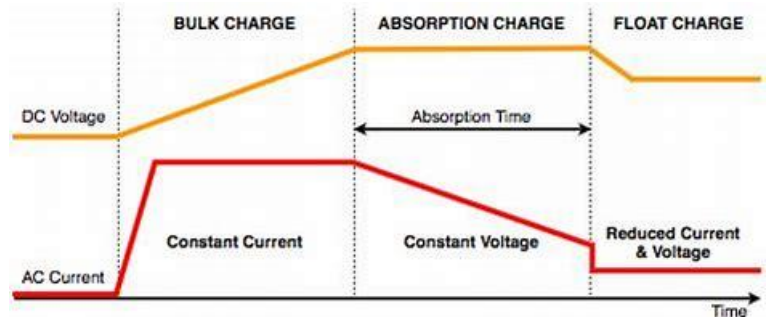 BULK CHARGE
ABSORPTION CHARGE
FLOAT CHARGE
DC Voltage
Absorption Time
Constant Current
Constant Voltage
Reduced Current
& Voltage
AC Current
Time